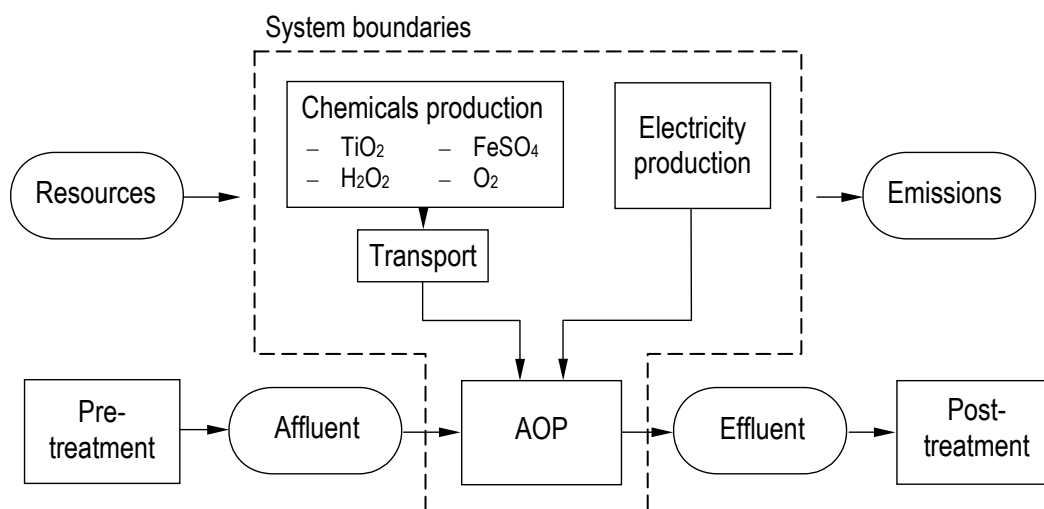 System boundaries
Chemicals production
– TiO₂ – FeSO₄
– H₂O₂ – O₂
Electricity
production
Resources
Emissions
Transport
Pre-
treatment
Affluent
AOP
Effluent
Post-
treatment